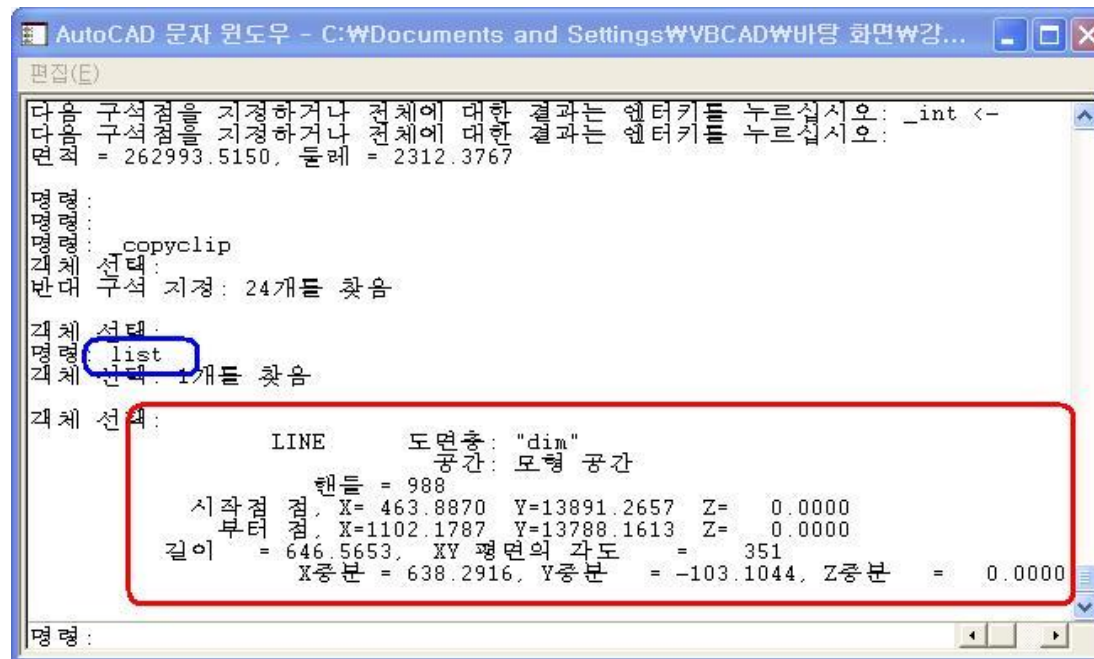 AutoCAD 문자 윈도우 - C:₩Documents and Settings₩VBCAD₩바탕 화면₩강...
편집(E)
다음 구석점을 지정하거나 전체에 대한 결과는 엔터키를 누르십시오: _int <-
다음 구석점을 지정하거나 전체에 대한 결과는 엔터키를 누르십시오:
면적 = 262993.5150, 둘레 = 2312.3767
명령:
명령:
명령: _copyclip
객체 선택:
반대 구석 지정: 24개를 찾음
객체 선택:
명령: list
객체 선택: 1개를 찾음
객체 선택:
LINE 도면층: "dim"
공간: 모형 공간
핸들 = 988
시작점 점, X= 463.8870 Y=13891.2657 Z= 0.0000
부터 점, X=1102.1787 Y=13788.1613 Z= 0.0000
길이 = 646.5653, XY 평면의 각도 = 351
X증분 = 638.2916, Y증분 = -103.1044, Z증분 = 0.0000
명령: